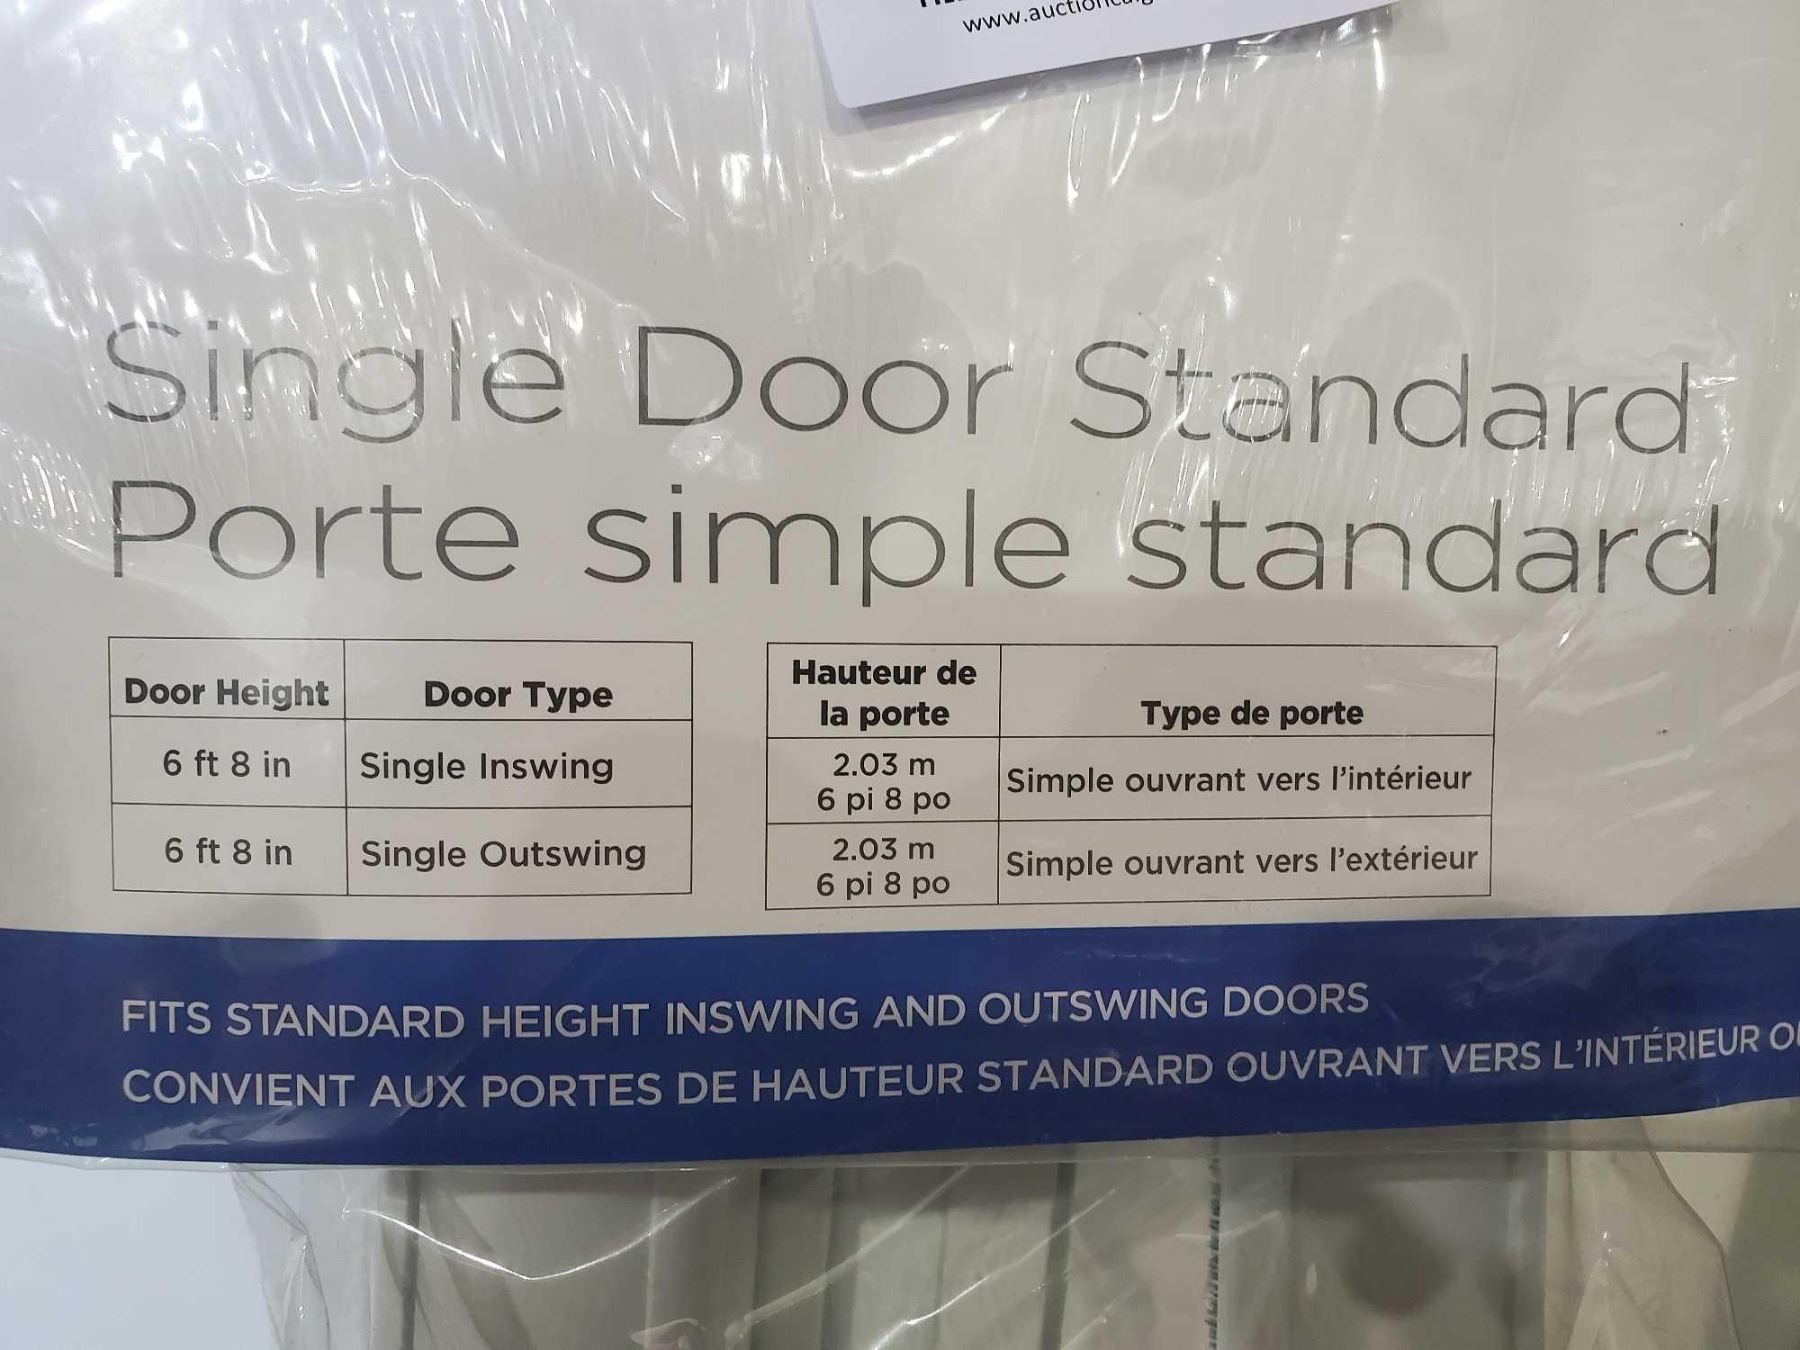 Single Door Standard
Porte simple standard
Door Height Door Type
6 ft 8 in Single Inswing
6 ft 8 in Single Outswing
Hauteur de
la porte Type de porte
2.03 m
6 pi 8 po Simple ouvrant vers l'intérieur
2.03 m
6 pi 8 po Simple ouvrant vers l'extérieur
FITS STANDARD HEIGHT INSWING AND OUTSWING DOORS
CONVIENT AUX PORTES DE HAUTEUR STANDARD OUVRANT VERS L'INTÉRIEUR